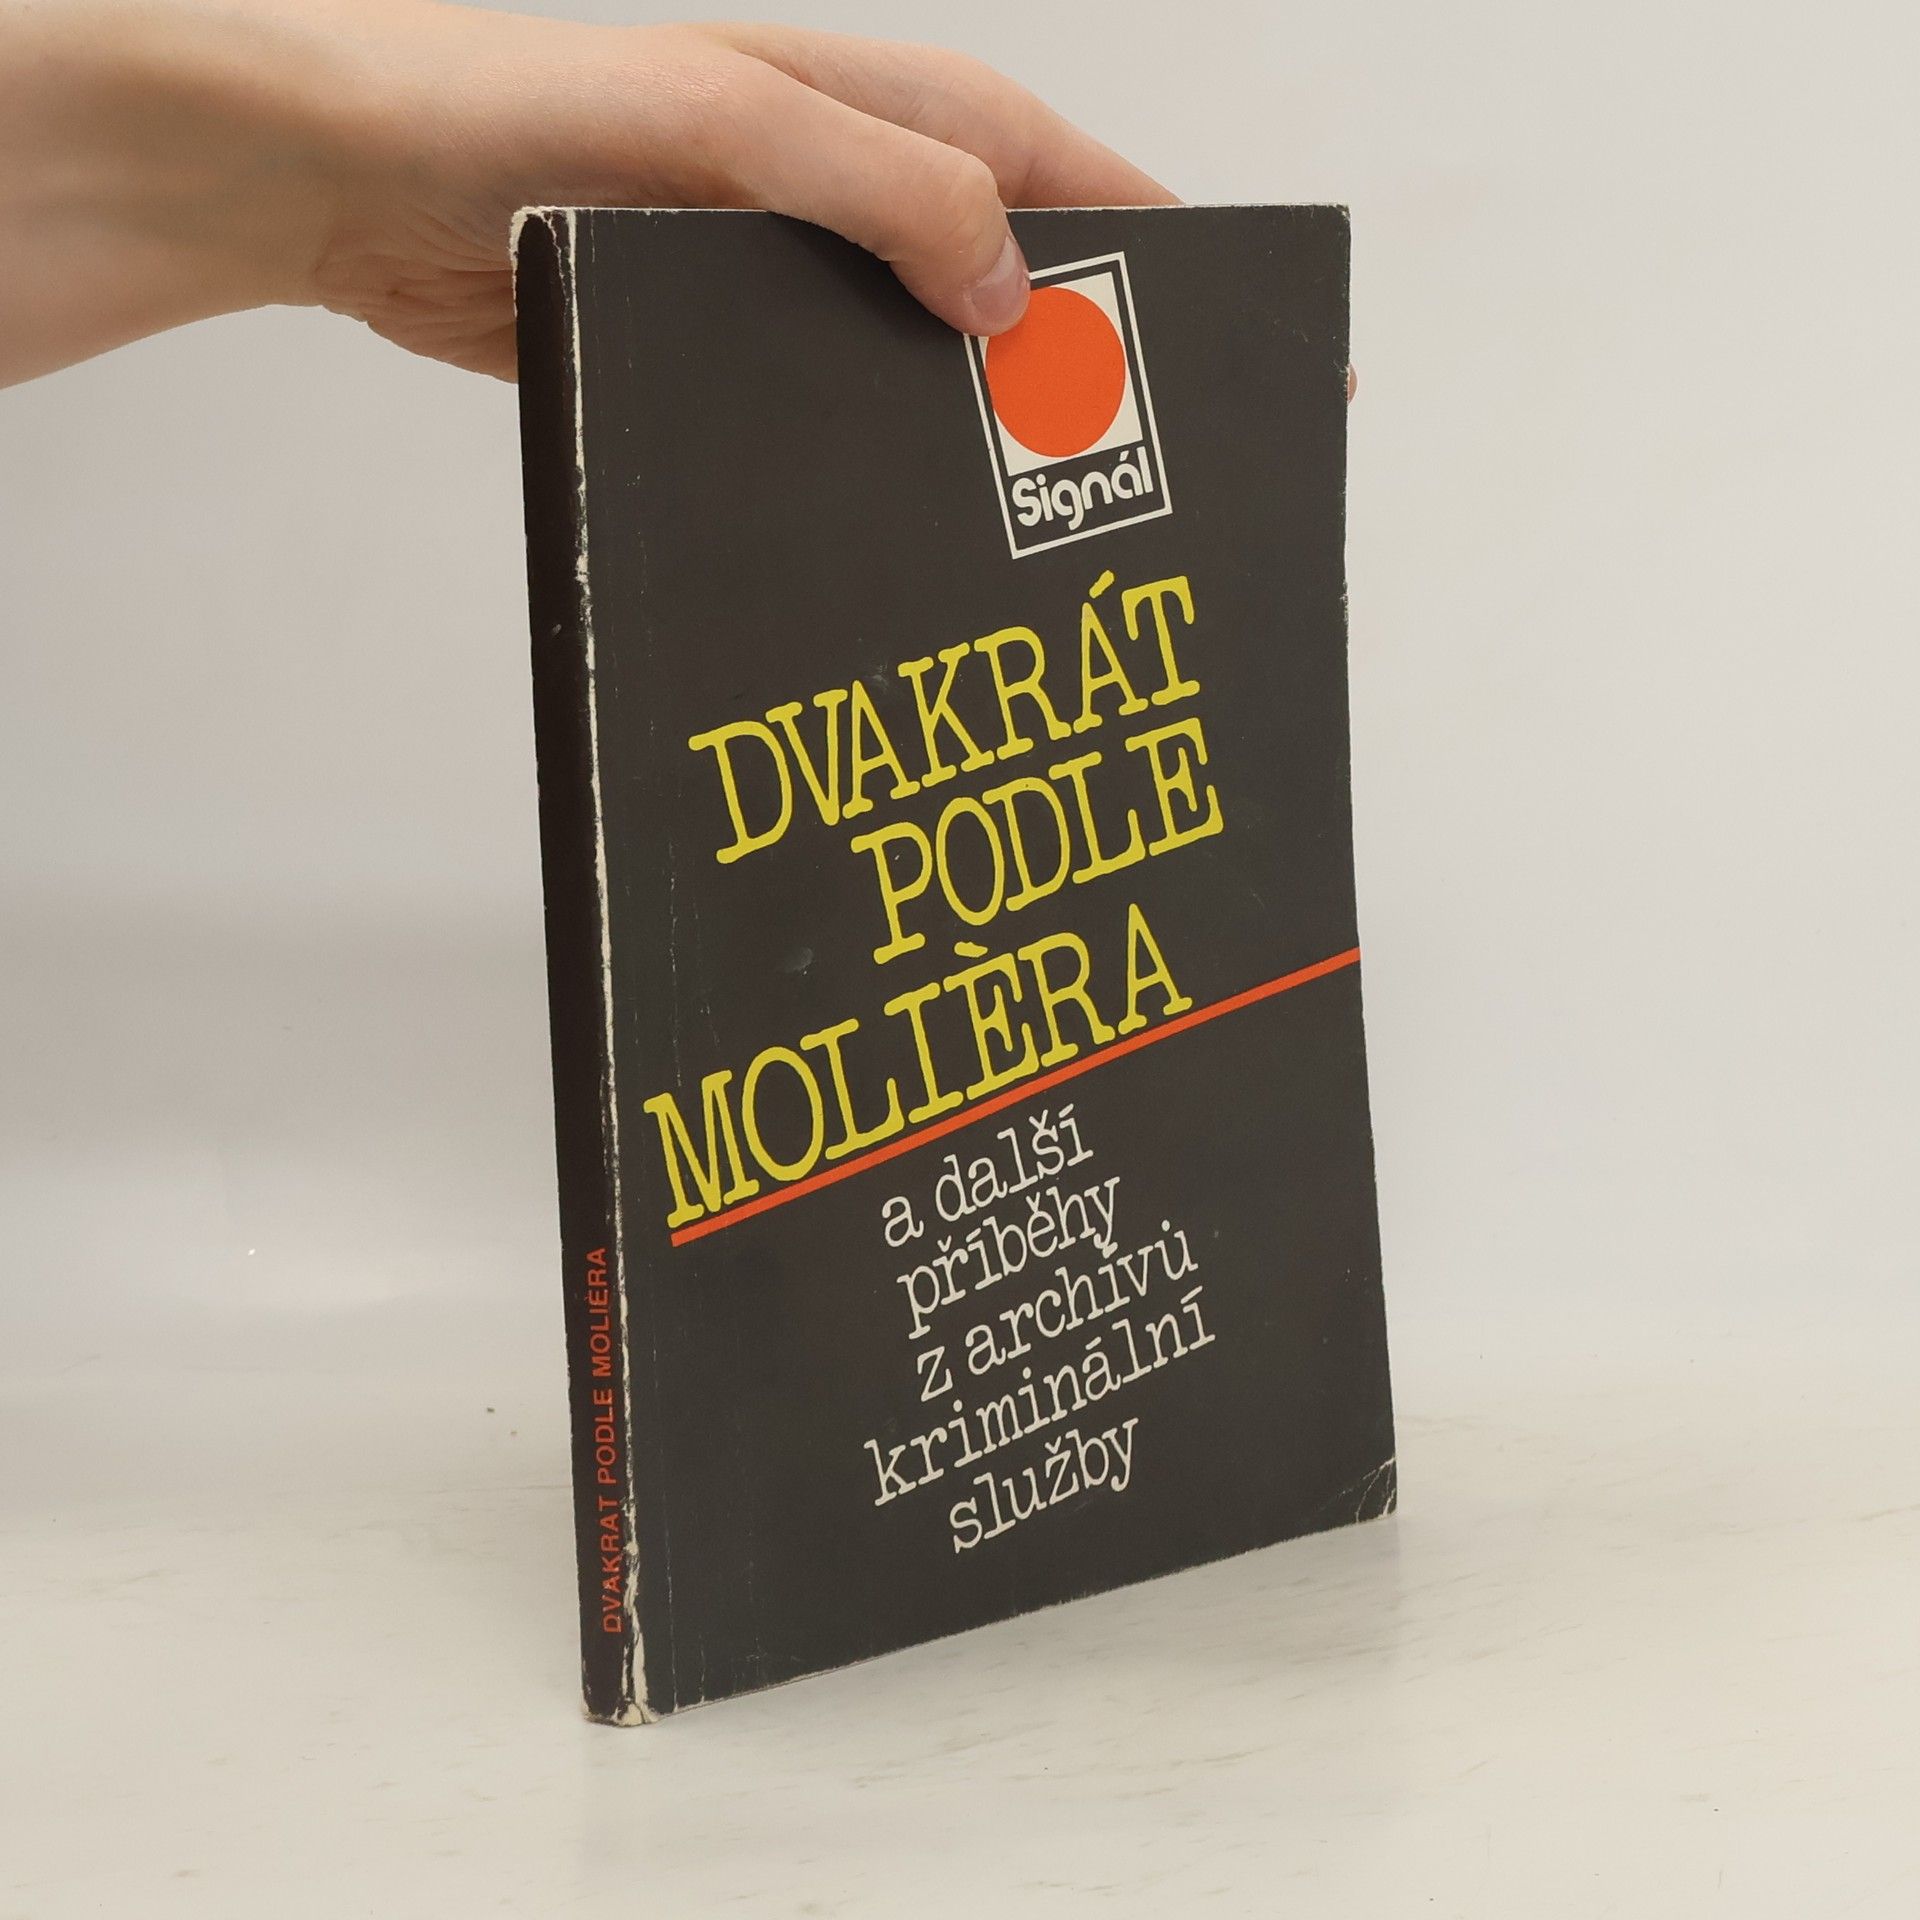 Signál
DVAKRÁT
PODLE
MOLIÈRA
a další
příběhy
z archívů
kriminální
služby
DVAKRÁT PODLE MOLIÈRA